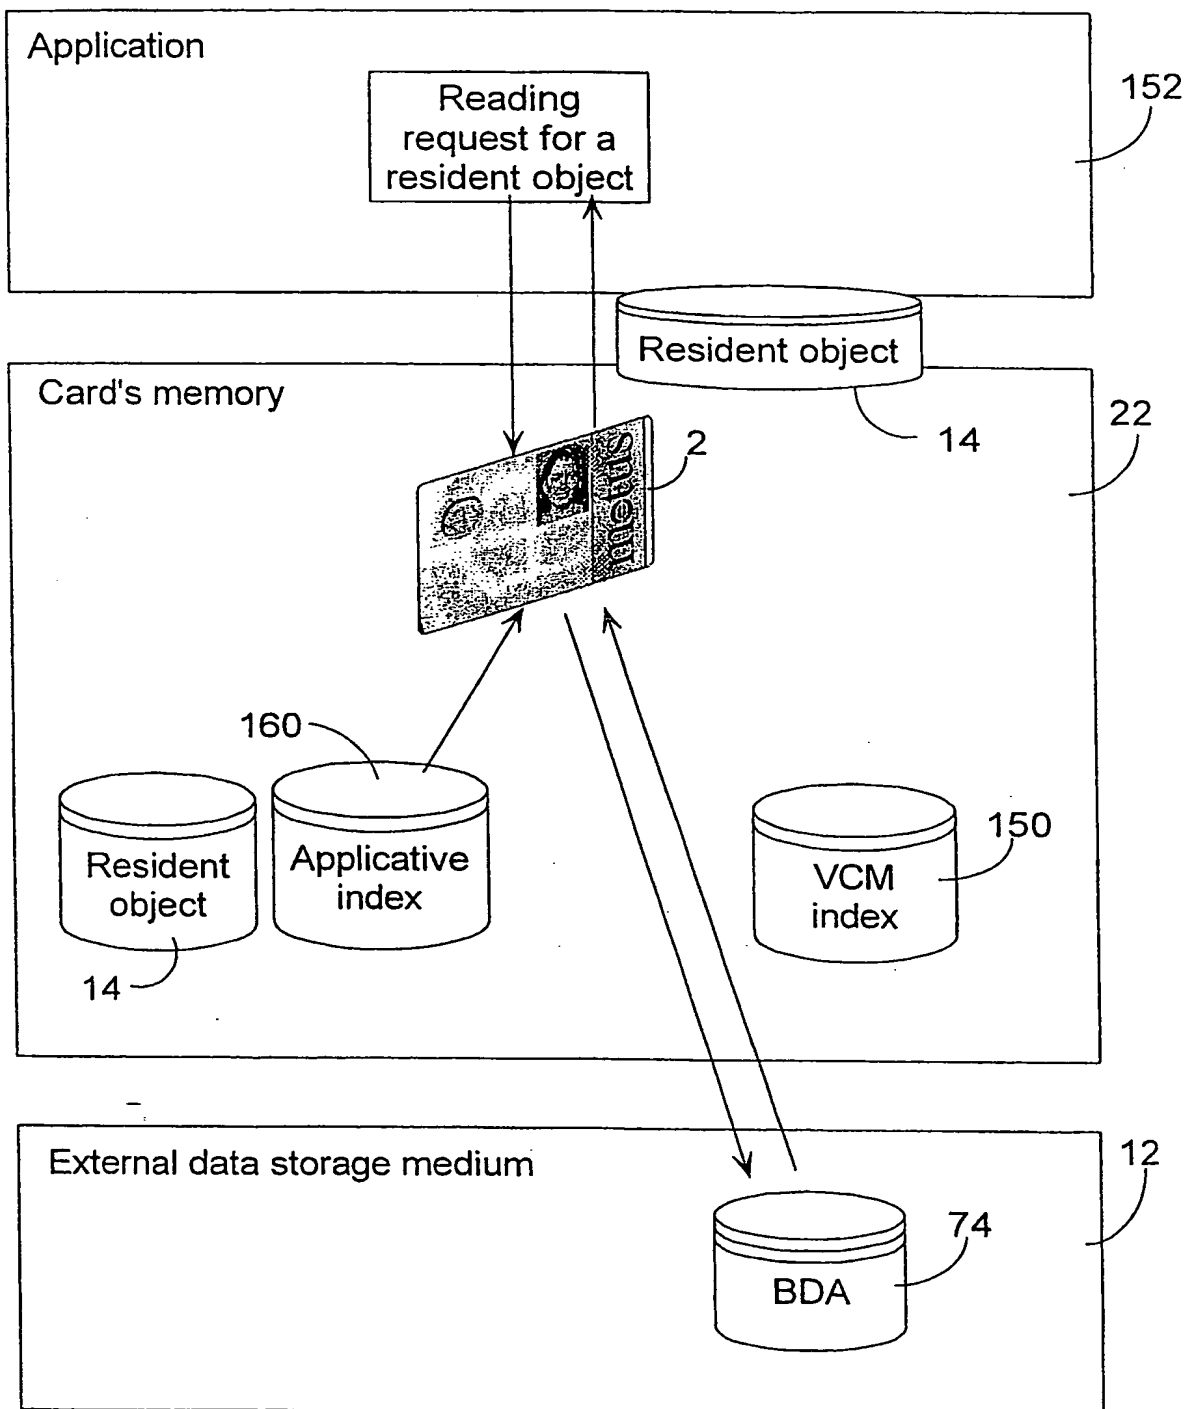 Application
152
Reading
request for a
resident object
Resident object
14
Card's memory
22
2
metus
160
Resident
object
14
Applicative
index
150
VCM
index
External data storage medium
12
74
BDA